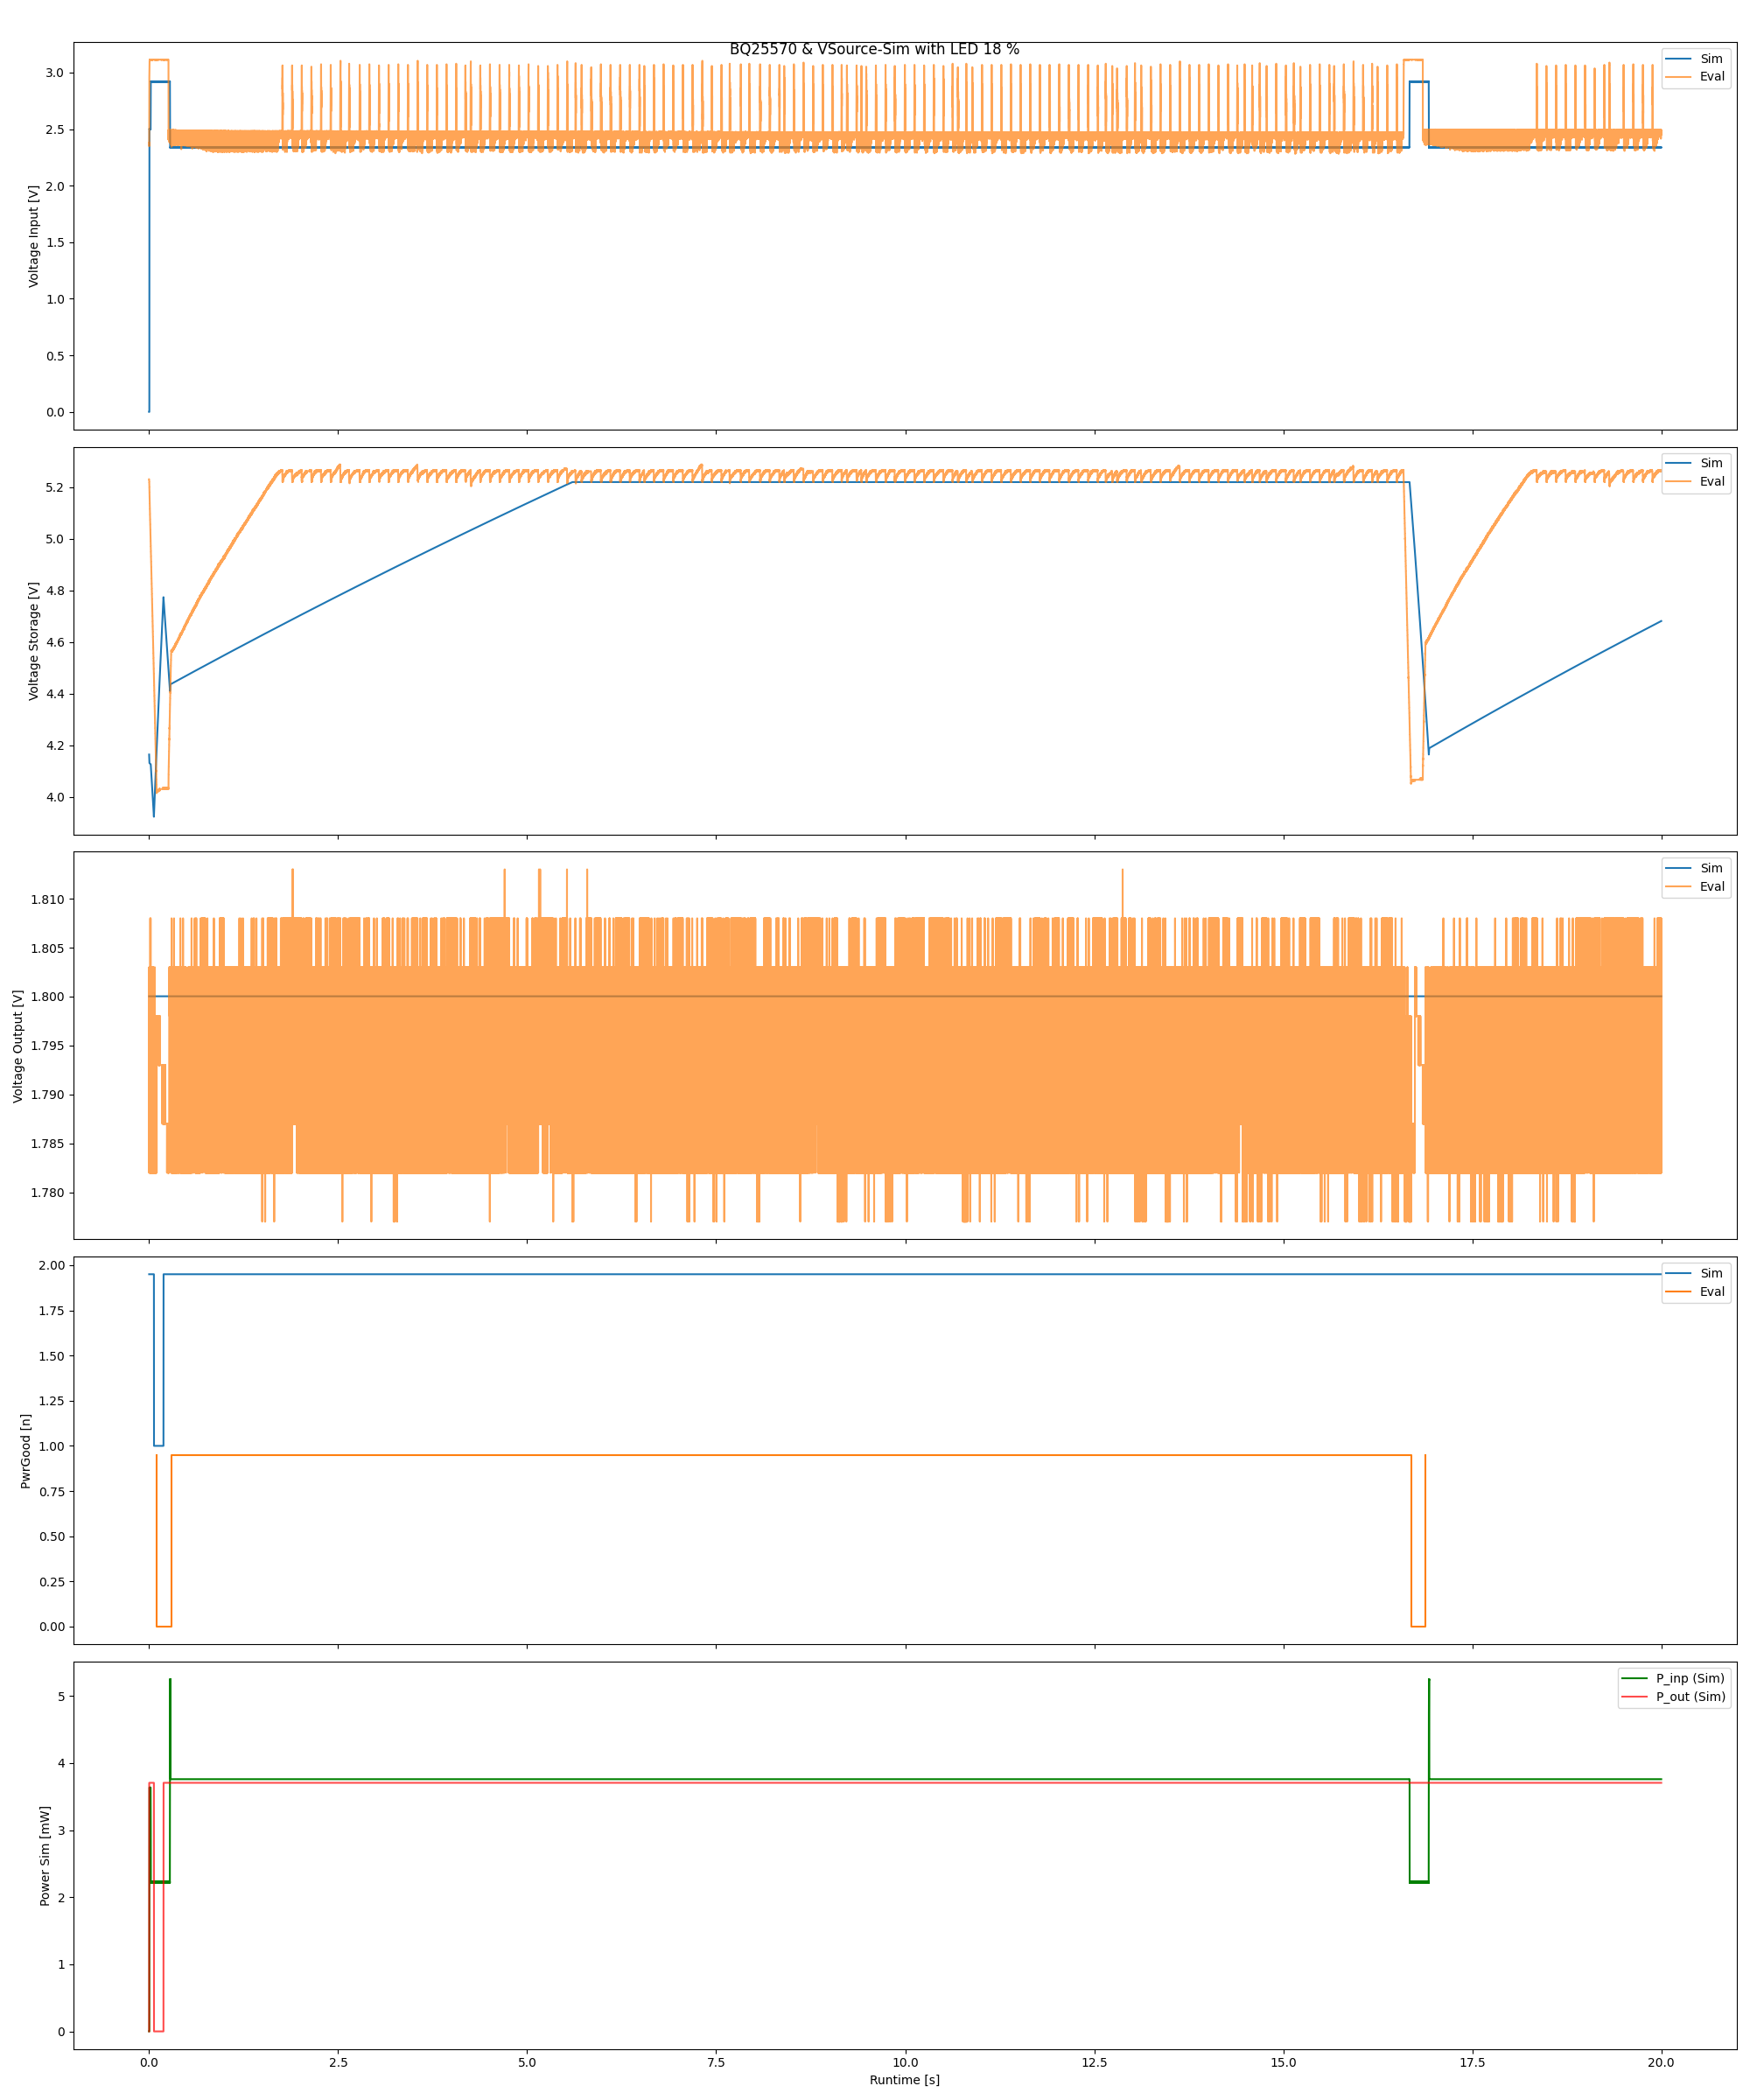 BQ25570 & VSource-Sim with LED 18 %
Voltage Input [V]
3.0
2.5
2.0
1.5
1.0
0.5
0.0
Sim
Eval
Voltage Storage [V]
5.2
5.0
4.8
4.6
4.4
4.2
4.0
Sim
Eval
Voltage Output [V]
1.810
1.805
1.800
1.795
1.790
1.785
1.780
Sim
Eval
PwrGood [n]
2.00
1.75
1.50
1.25
1.00
0.75
0.50
0.25
0.00
Sim
Eval
Power Sim [mW]
5
4
3
2
1
0
P_inp (Sim)
P_out (Sim)
0.0 2.5 5.0 7.5 10.0 12.5 15.0 17.5 20.0
Runtime [s]